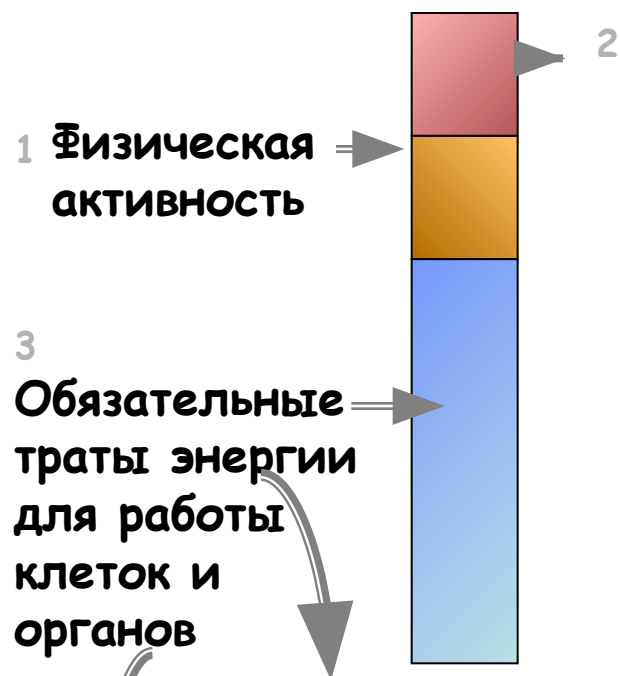 2
1 Физическая
активность
3
Обязательные
траты энергии
для работы
клеток и
органов